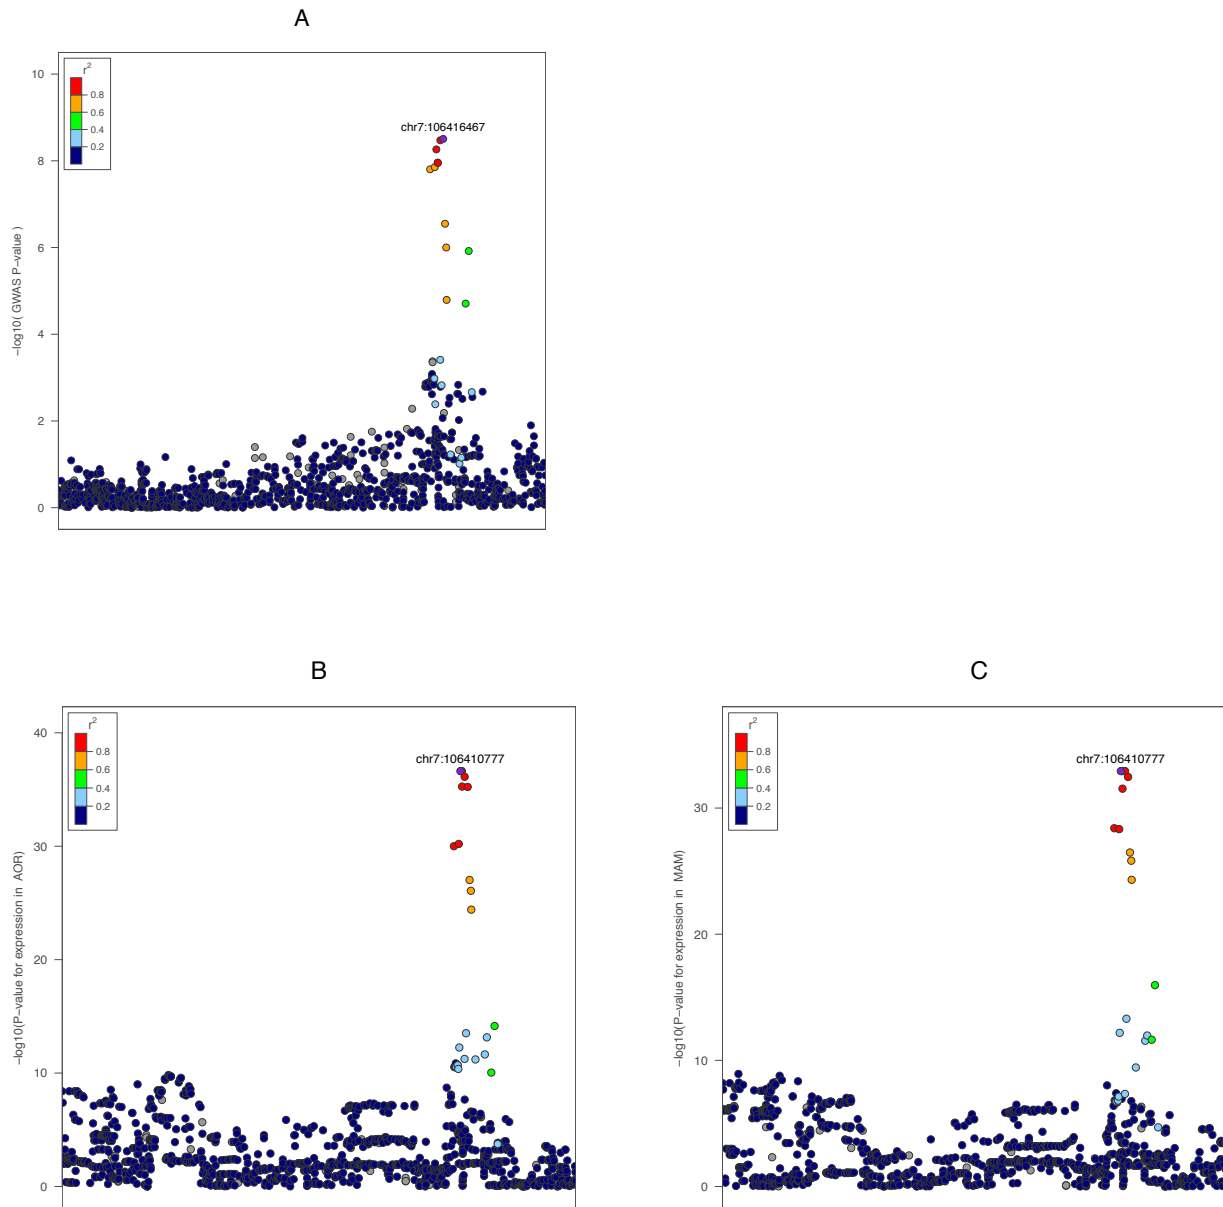 A
r2
0.8
0.6
0.4
0.2
chr7:106416467
−log10( GWAS P−value )
10
8
6
4
2
0
B
r2
0.8
0.6
0.4
0.2
chr7:106410777
−log10(P−value for expression in AOR)
40
30
20
10
0
C
r2
0.8
0.6
0.4
0.2
chr7:106410777
−log10(P−value for expression in MAM)
30
20
10
0